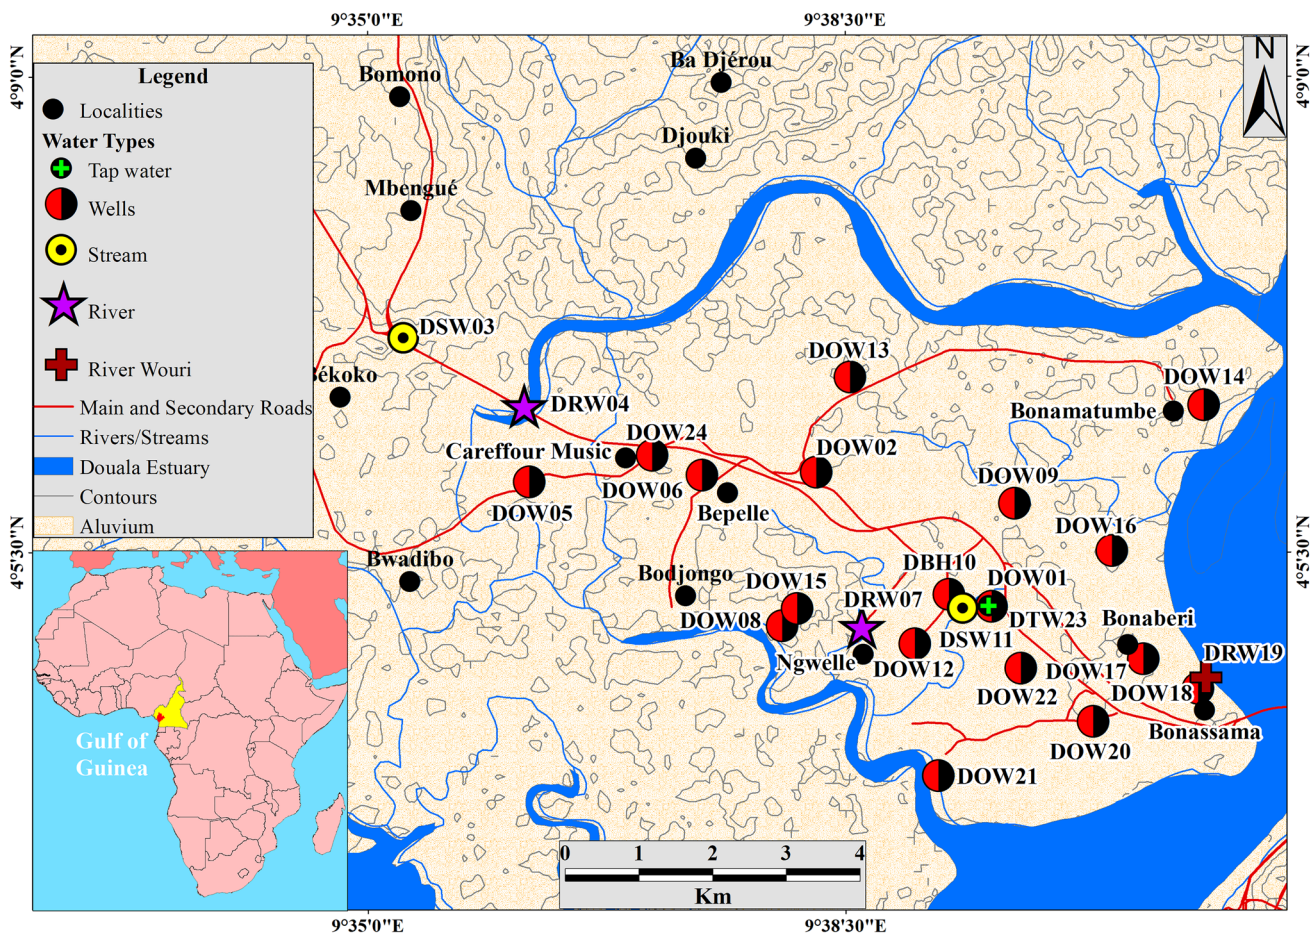 9°35'0"E
9°38'30"E
4°9'0"N
4°9'0"N
N
Legend
Localities
Water Types
Tap water
Wells
Stream
River
River Wouri
Main and Secondary Roads
Rivers/Streams
Douala Estuary
Contours
Aluvium
Bomono
Ba Djérou
Djouki
Mbengué
DSW03
Békoko
DRW04
DOW13
DOW14
Bonamatumbe
DOW24
Careffour Music
DOW02
DOW06
DOW05
Bepelle
DOW09
DOW16
4°5'30"N
4°5'30"N
Bwadibo
Bodjongo
DOW15
DBH10
DOW01
DRW07
DOW08
DTW23
Bonaberi
DSW11
DRW19
Ngwelle
DOW12
DOW17
DOW22
DOW18
Bonassama
DOW20
DOW21
Gulf of
Guinea
0 1 2 3 4
Km
9°35'0"E
9°38'30"E